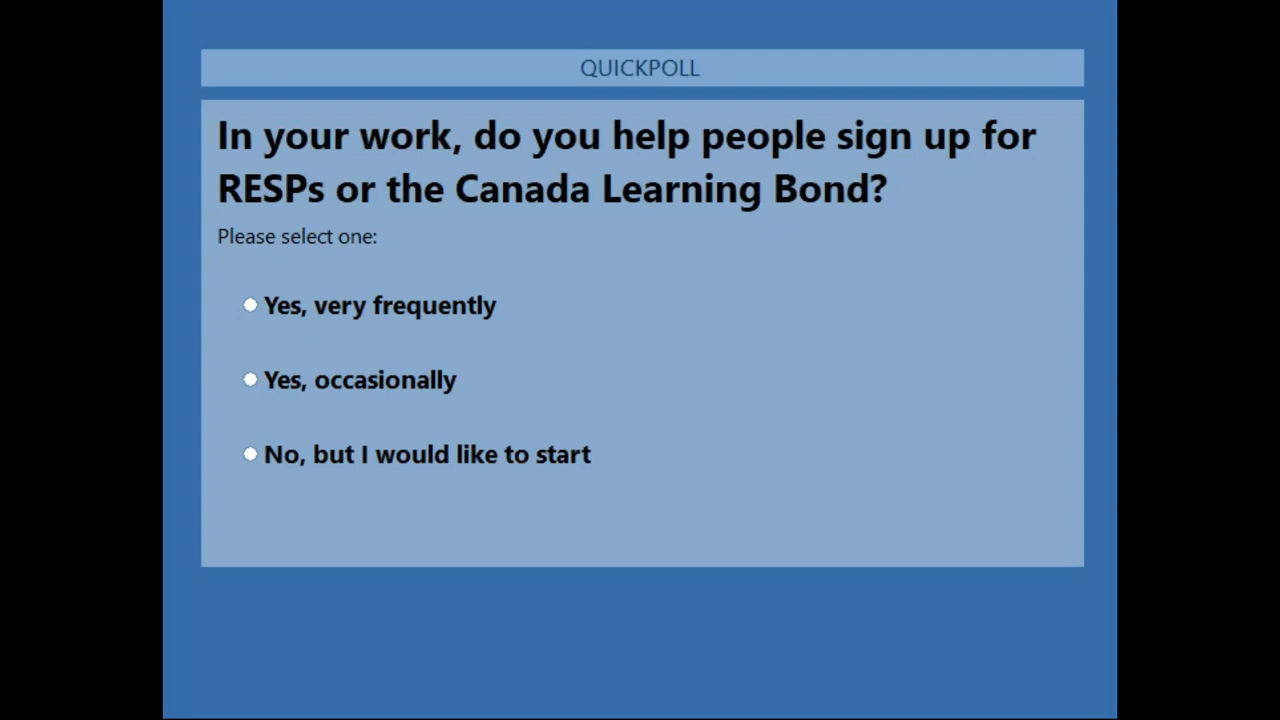 QUICKPOLL
In your work, do you help people sign up for
RESPs or the Canada Learning Bond?
Please select one:
Yes, very frequently
Yes, occasionally
No, but I would like to start